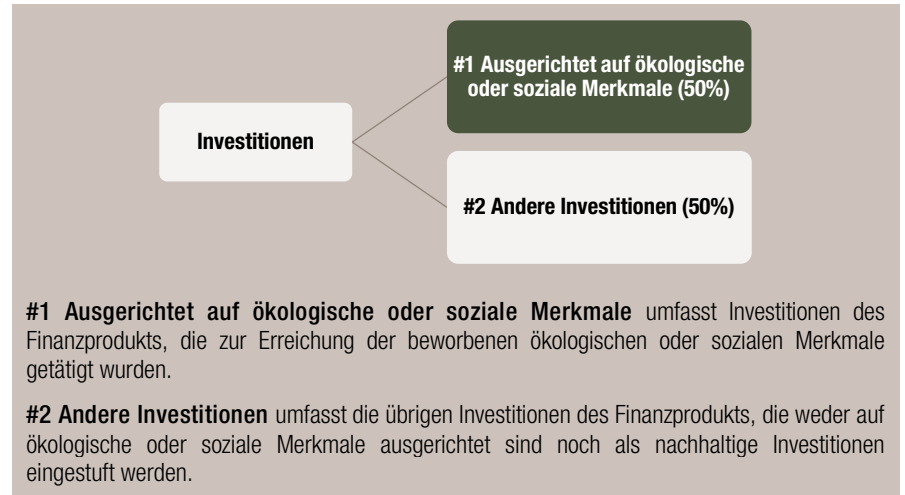 #1 Ausgerichtet auf ökologische
oder soziale Merkmale (50%)
Investitionen
#2 Andere Investitionen (50%)
#1 Ausgerichtet auf ökologische oder soziale Merkmale umfasst Investitionen des
Finanzprodukts, die zur Erreichung der beworbenen ökologischen oder sozialen Merkmale
getätigt wurden.
#2 Andere Investitionen umfasst die übrigen Investitionen des Finanzprodukts, die weder auf
ökologische oder soziale Merkmale ausgerichtet sind noch als nachhaltige Investitionen
eingestuft werden.